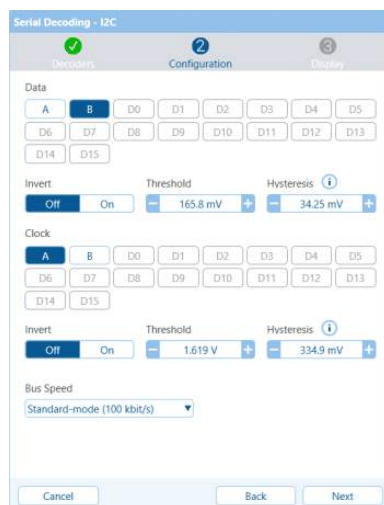 Serial Decoding - I2C
2 3
Decoders Configuration Display
Data
A B D0 D1 D2 D3 D4 D5
D6 D7 D8 D9 D10 D11 D12 D13
D14 D15
Invert Threshold Hysteresis i
Off On - 165.8 mV + - 34.25 mV +
Clock
A B D0 D1 D2 D3 D4 D5
D6 D7 D8 D9 D10 D11 D12 D13
D14 D15
Invert Threshold Hysteresis i
Off On - 1.619 V + - 334.9 mV +
Bus Speed
Standard-mode (100 kbit/s)
Cancel Back Next